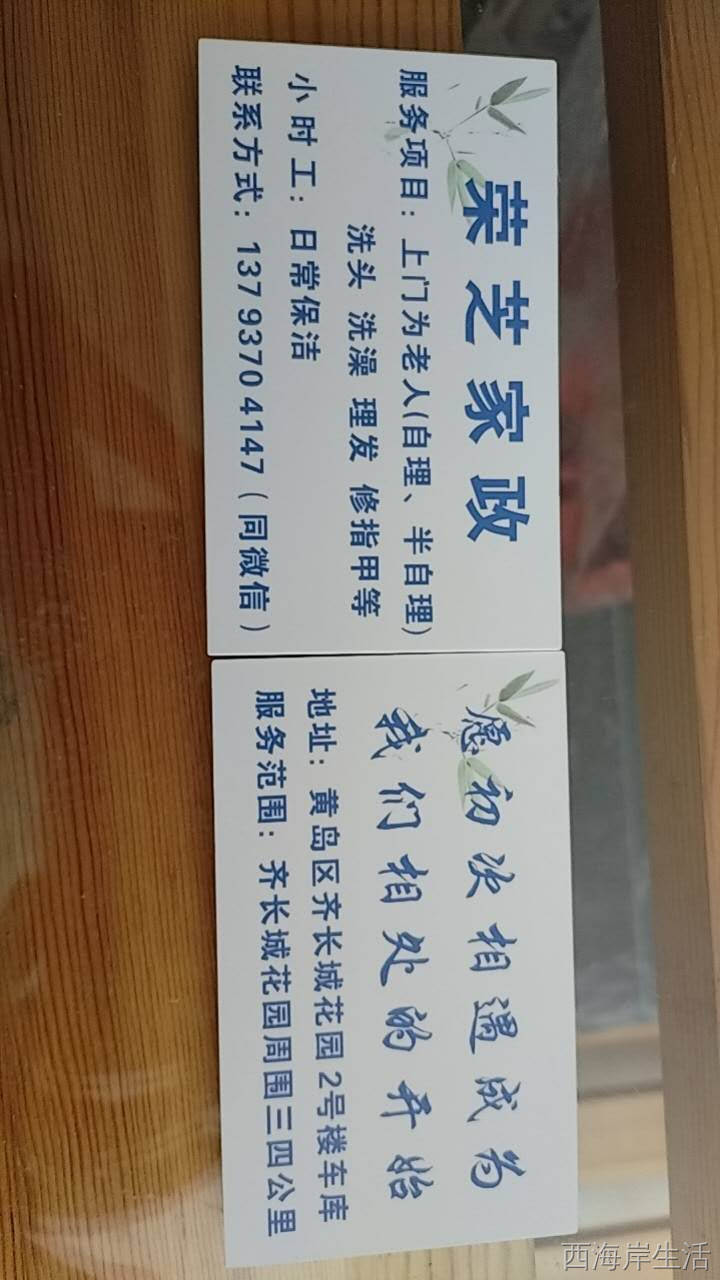 荣芝家政
服务项目：上门为老人(自理、半自理)
洗头 洗澡 理发 修指甲等
小时工：日常保洁
联系方式：137 9370 4147（同微信）
愿初次相遇成为
我们相处的开始
地址：黄岛区齐长城花园2号楼车库
服务范围：齐长城花园周围三四公里
西海岸生活